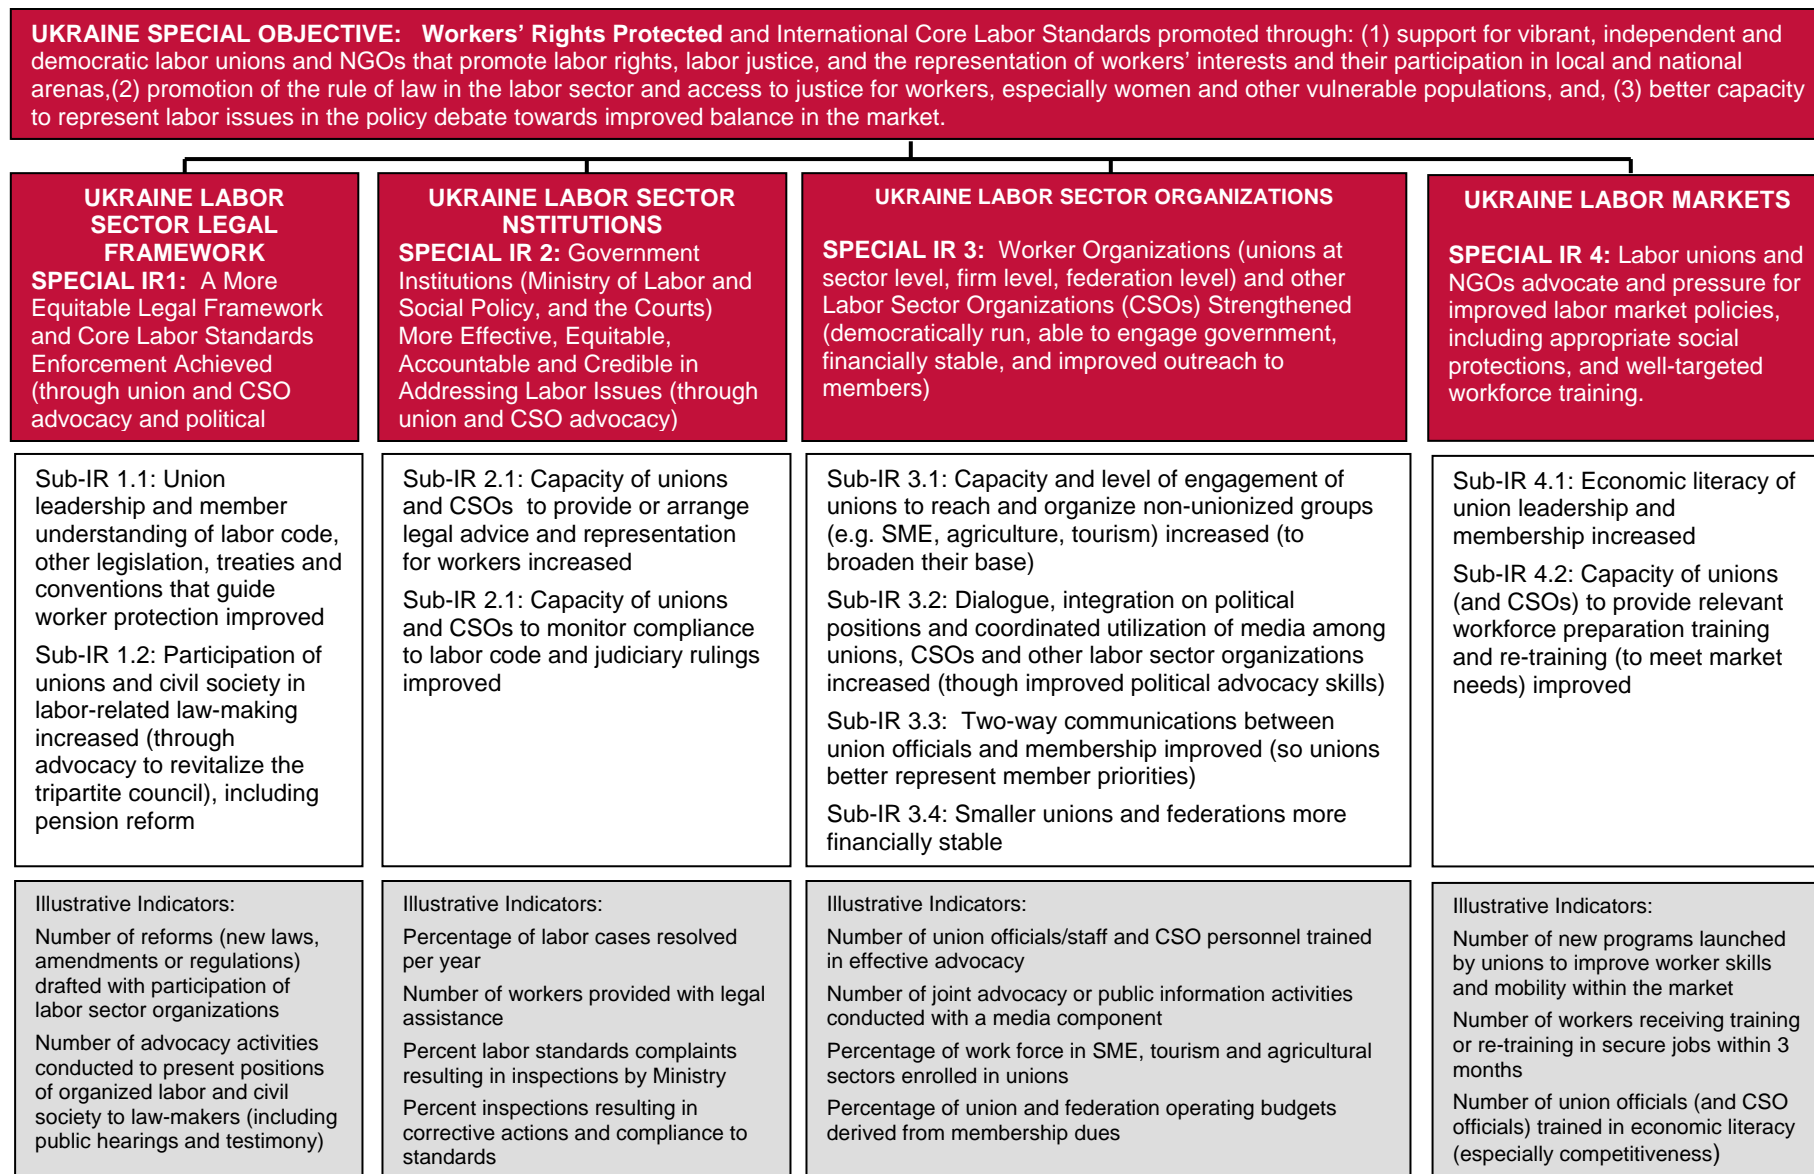 UKRAINE SPECIAL OBJECTIVE: Workers’ Rights Protected and International Core Labor Standards promoted through: (1) support for vibrant, independent and
democratic labor unions and NGOs that promote labor rights, labor justice, and the representation of workers’ interests and their participation in local and national
arenas,(2) promotion of the rule of law in the labor sector and access to justice for workers, especially women and other vulnerable populations, and, (3) better capacity
to represent labor issues in the policy debate towards improved balance in the market.
UKRAINE LABOR
SECTOR LEGAL
FRAMEWORK
SPECIAL IR1: A More
Equitable Legal Framework
and Core Labor Standards
Enforcement Achieved
(through union and CSO
advocacy and political
UKRAINE LABOR SECTOR
NSTITUTIONS
SPECIAL IR 2: Government
Institutions (Ministry of Labor and
Social Policy, and the Courts)
More Effective, Equitable,
Accountable and Credible in
Addressing Labor Issues (through
union and CSO advocacy)
UKRAINE LABOR SECTOR ORGANIZATIONS
SPECIAL IR 3: Worker Organizations (unions at
sector level, firm level, federation level) and other
Labor Sector Organizations (CSOs) Strengthened
(democratically run, able to engage government,
financially stable, and improved outreach to
members)
UKRAINE LABOR MARKETS
SPECIAL IR 4: Labor unions and
NGOs advocate and pressure for
improved labor market policies,
including appropriate social
protections, and well-targeted
workforce training.
Sub-IR 1.1: Union
leadership and member
understanding of labor code,
other legislation, treaties and
conventions that guide
worker protection improved
Sub-IR 1.2: Participation of
unions and civil society in
labor-related law-making
increased (through
advocacy to revitalize the
tripartite council), including
pension reform
Sub-IR 2.1: Capacity of unions
and CSOs to provide or arrange
legal advice and representation
for workers increased
Sub-IR 2.1: Capacity of unions
and CSOs to monitor compliance
to labor code and judiciary rulings
improved
Sub-IR 3.1: Capacity and level of engagement of
unions to reach and organize non-unionized groups
(e.g. SME, agriculture, tourism) increased (to
broaden their base)
Sub-IR 3.2: Dialogue, integration on political
positions and coordinated utilization of media among
unions, CSOs and other labor sector organizations
increased (though improved political advocacy skills)
Sub-IR 3.3: Two-way communications between
union officials and membership improved (so unions
better represent member priorities)
Sub-IR 3.4: Smaller unions and federations more
financially stable
Sub-IR 4.1: Economic literacy of
union leadership and
membership increased
Sub-IR 4.2: Capacity of unions
(and CSOs) to provide relevant
workforce preparation training
and re-training (to meet market
needs) improved
Illustrative Indicators:
Number of reforms (new laws,
amendments or regulations)
drafted with participation of
labor sector organizations
Number of advocacy activities
conducted to present positions
of organized labor and civil
society to law-makers (including
public hearings and testimony)
Illustrative Indicators:
Percentage of labor cases resolved
per year
Number of workers provided with legal
assistance
Percent labor standards complaints
resulting in inspections by Ministry
Percent inspections resulting in
corrective actions and compliance to
standards
Illustrative Indicators:
Number of union officials/staff and CSO personnel trained
in effective advocacy
Number of joint advocacy or public information activities
conducted with a media component
Percentage of work force in SME, tourism and agricultural
sectors enrolled in unions
Percentage of union and federation operating budgets
derived from membership dues
Illustrative Indicators:
Number of new programs launched
by unions to improve worker skills
and mobility within the market
Number of workers receiving training
or re-training in secure jobs within 3
months
Number of union officials (and CSO
officials) trained in economic literacy
(especially competitiveness)